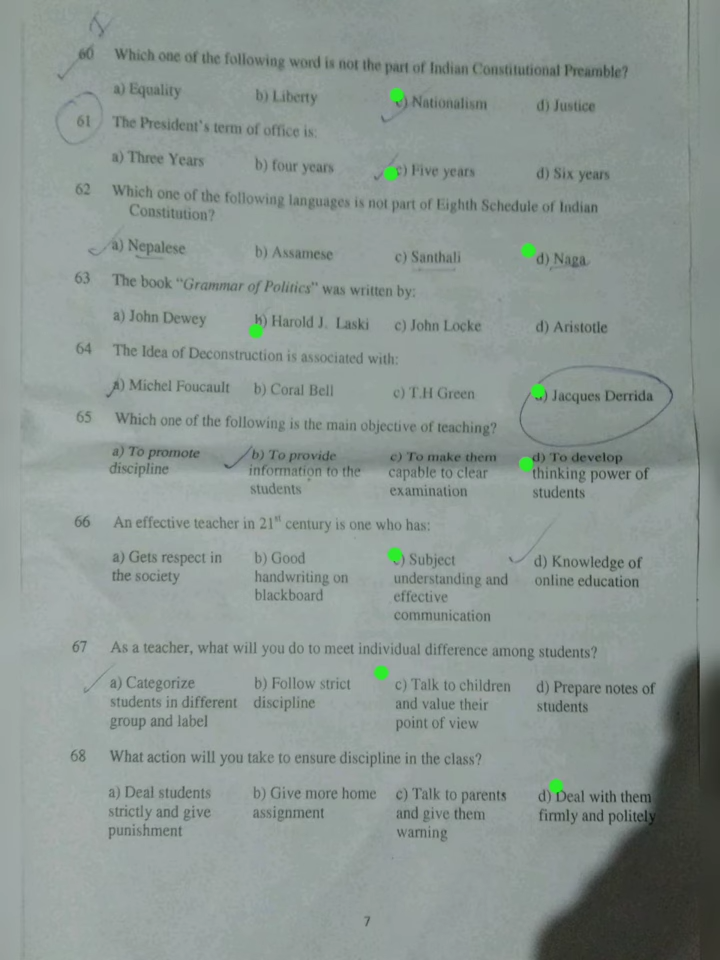 60 Which one of the following word is not the part of Indian Constitutional Preamble?
a) Equality b) Liberty c) Nationalism d) Justice
61 The President's term of office is:
a) Three Years b) four years c) Five years d) Six years
62 Which one of the following languages is not part of Eighth Schedule of Indian
Constitution?
a) Nepalese b) Assamese c) Santhali d) Naga
63 The book "Grammar of Politics" was written by:
a) John Dewey b) Harold J. Laski c) John Locke d) Aristotle
64 The Idea of Deconstruction is associated with:
a) Michel Foucault b) Coral Bell c) T.H Green d) Jacques Derrida
65 Which one of the following is the main objective of teaching?
a) To promote b) To provide c) To make them d) To develop
discipline information to the capable to clear thinking power of
students examination students
66 An effective teacher in 21st century is one who has:
a) Gets respect in b) Good c) Subject d) Knowledge of
the society handwriting on understanding and online education
blackboard effective
communication
67 As a teacher, what will you do to meet individual difference among students?
a) Categorize b) Follow strict c) Talk to children d) Prepare notes of
students in different discipline and value their students
group and label point of view
68 What action will you take to ensure discipline in the class?
a) Deal students b) Give more home c) Talk to parents d) Deal with them
strictly and give assignment and give them firmly and politely
punishment warning
7